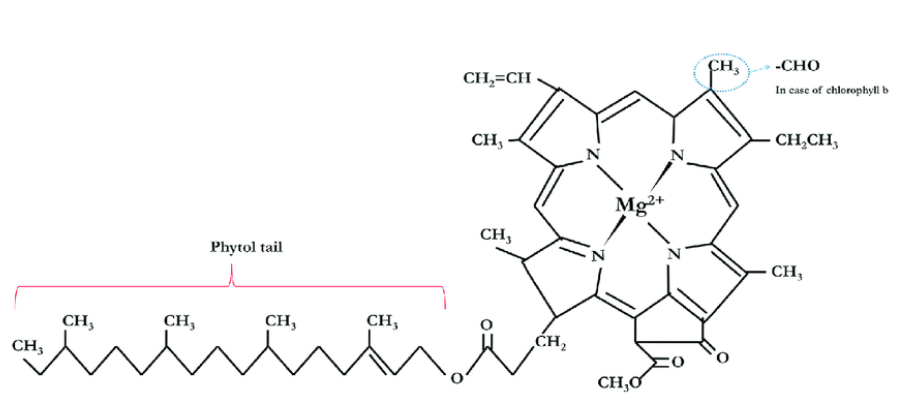 CH₃
-CHO
CH₂=CH
In case of chlorophyll b
CH₃
CH₂CH₃
N
N
Mg²⁺
CH₃
Phytol tail
N
N
CH₃
CH₃
CH₃
CH₃
CH₃
O
CH₃
CH₂
O
O
O
CH₃O